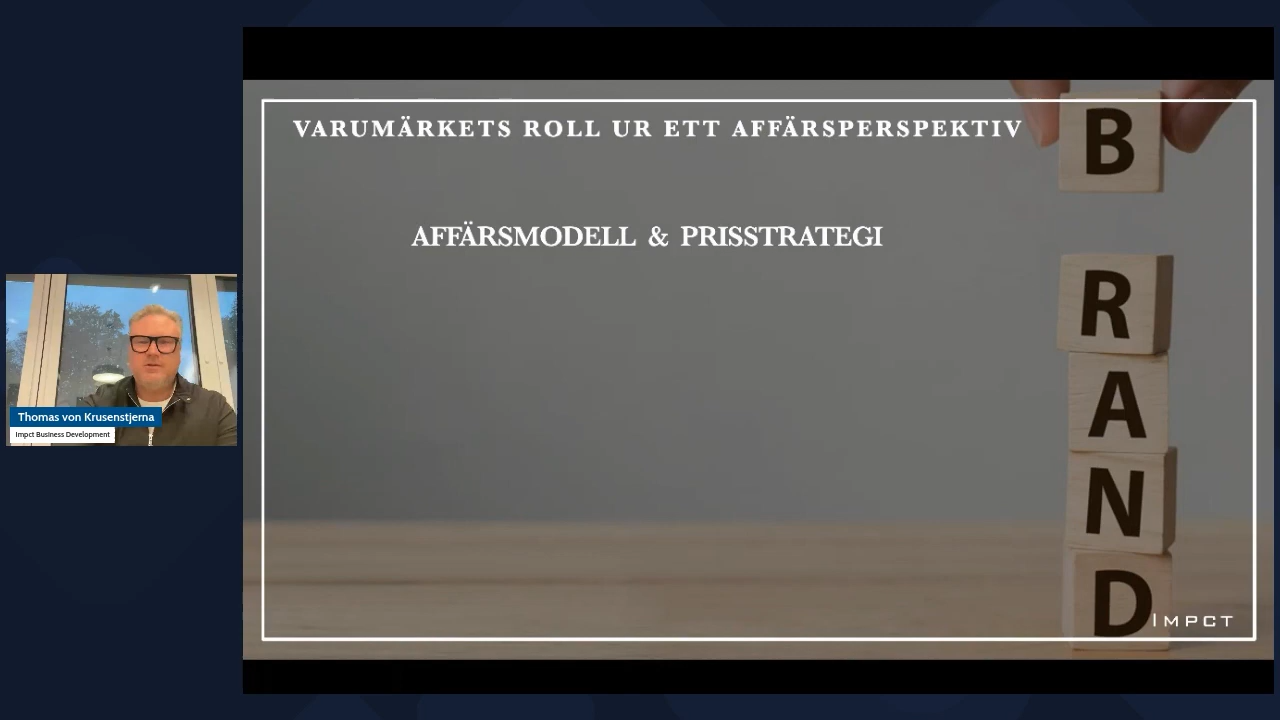 VARUMÄRKETS ROLL UR ETT AFFÄRSPERSPEKTIV
AFFÄRSMODELL & PRISSTRATEGI
B
R
A
N
D
IMPCT
Thomas von Krusenstjerna
Impct Business Development